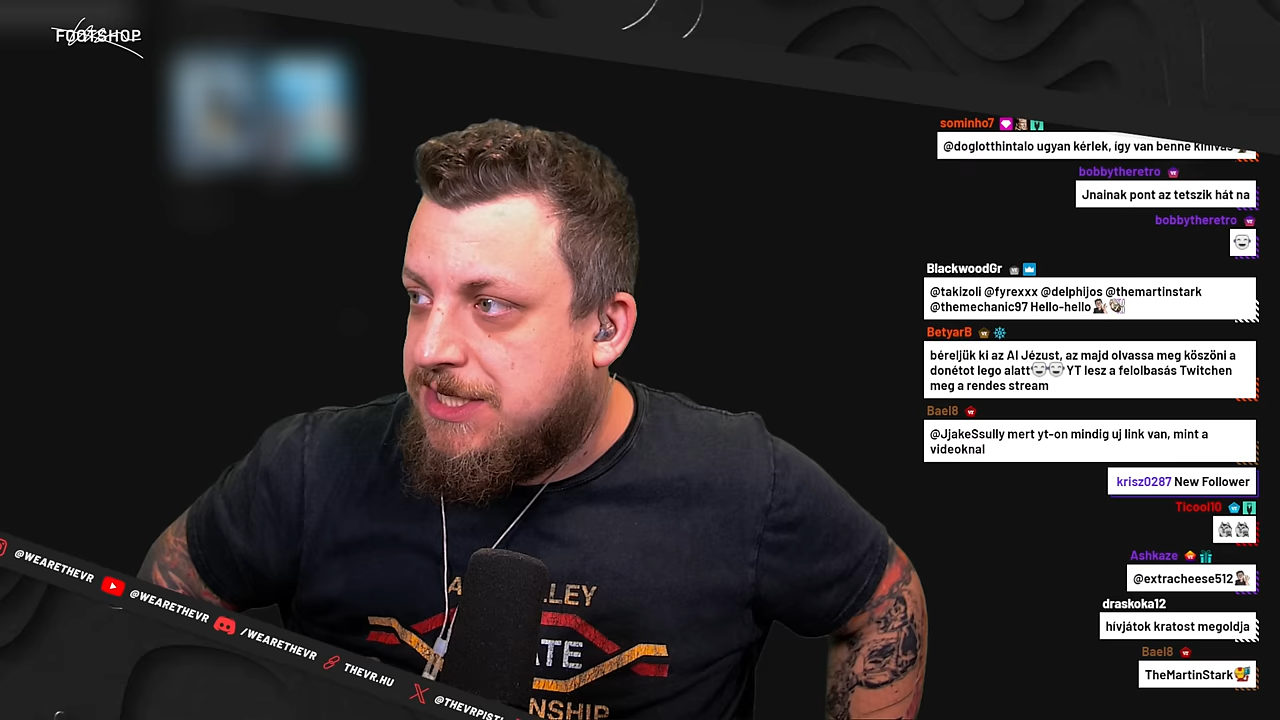 FOOTSHOP
sominho7
@doglotthintalo ugyan kérlek, így van benne kihívás
bobbytheretro
Jnainak pont az tetszik hát na
bobbytheretro
BlackwoodGr
@takizoli @fyrexxx @delphijos @themartinstark
@themechanic97 Hello-hello
BetyarB
béreljük ki az AI Jézust, az majd olvassa meg köszöni a
donétot lego alatt YT lesz a felolbasás Twitchen
meg a rendes stream
Bael8
@JjakeSsully mert yt-on mindig uj link van, mint a
videoknal
krisz0287 New Follower
Ticool10
Ashkaze
@extracheese512
draskoka12
hívjátok kratost megoldja
Bael8
TheMartinStark
@WEARETHEVR
@WEARETHEVR
/WEARETHEVR
THEVR.HU